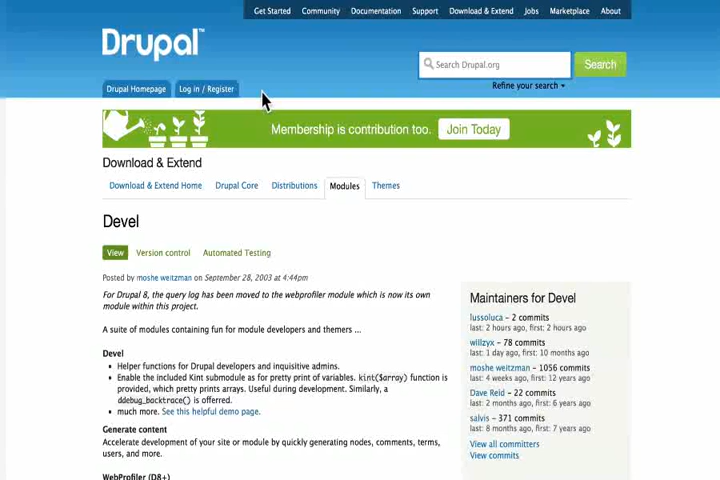 Get Started Community Documentation Support Download & Extend Jobs Marketplace About
Drupal™
Search Drupal.org
Search
Refine your search
Drupal Homepage
Log in / Register
Membership is contribution too.
Join Today
Download & Extend
Download & Extend Home Drupal Core Distributions Modules Themes
Devel
View Version control Automated Testing
Posted by moshe weitzman on September 28, 2003 at 4:44pm
For Drupal 8, the query log has been moved to the webprofiler module which is now its own
module within this project.
A suite of modules containing fun for module developers and themers ...
Devel
• Helper functions for Drupal developers and inquisitive admins.
• Enable the included Kint submodule as for pretty print of variables. kint($array) function is
provided, which pretty prints arrays. Useful during development. Similarly, a
ddebug_backtrace() is offered.
• much more. See this helpful demo page.
Generate content
Accelerate development of your site or module by quickly generating nodes, comments, terms,
users, and more.
WebProfiler (D8+)
Maintainers for Devel
lussoluca – 2 commits
last: 2 hours ago, first: 2 hours ago
willzyx – 78 commits
last: 1 day ago, first: 10 months ago
moshe weitzman – 1056 commits
last: 4 weeks ago, first: 12 years ago
Dave Reid – 22 commits
last: 2 months ago, first: 6 years ago
salvis – 371 commits
last: 8 months ago, first: 7 years ago
View all committers
View commits